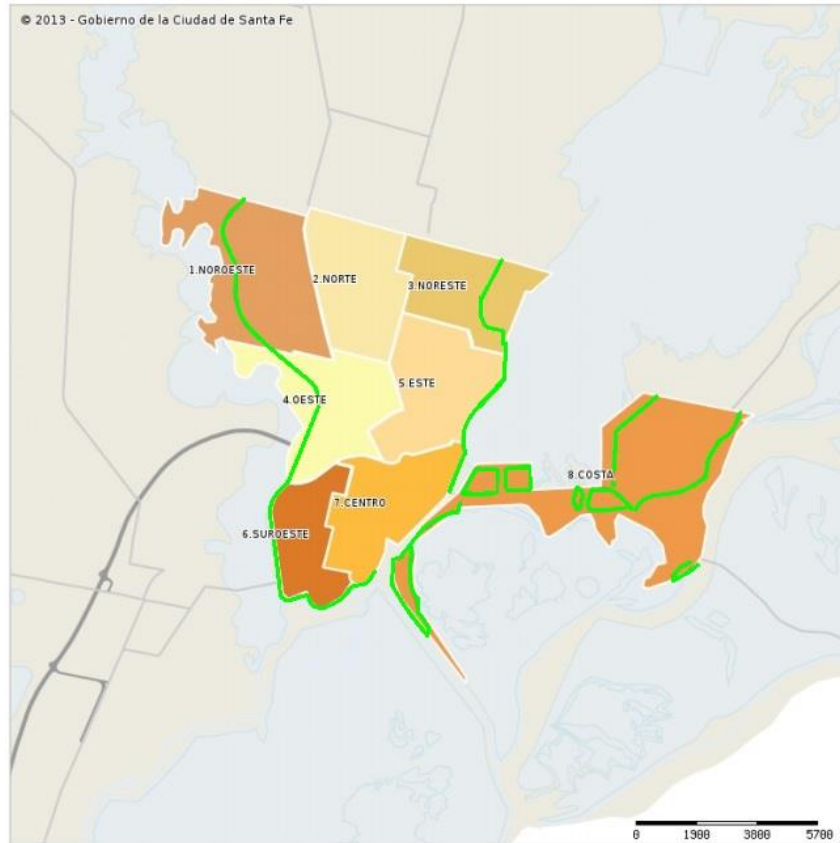 © 2013 - Gobierno de la Ciudad de Santa Fe
1.NOROESTE
2.NORTE
3.NORESTE
4.OESTE
5.ESTE
6.SUROESTE
7.CENTRO
8.COSTA
0 1900 3800 5700